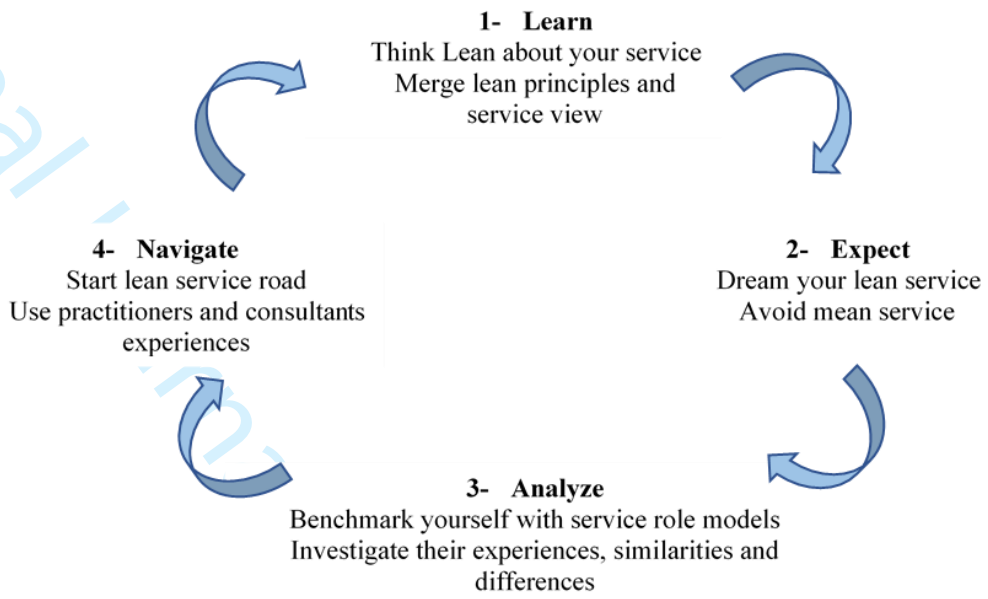 1- Learn
Think Lean about your service
Merge lean principles and
service view
2- Expect
Dream your lean service
Avoid mean service
3- Analyze
Benchmark yourself with service role models
Investigate their experiences, similarities and
differences
4- Navigate
Start lean service road
Use practitioners and consultants
experiences